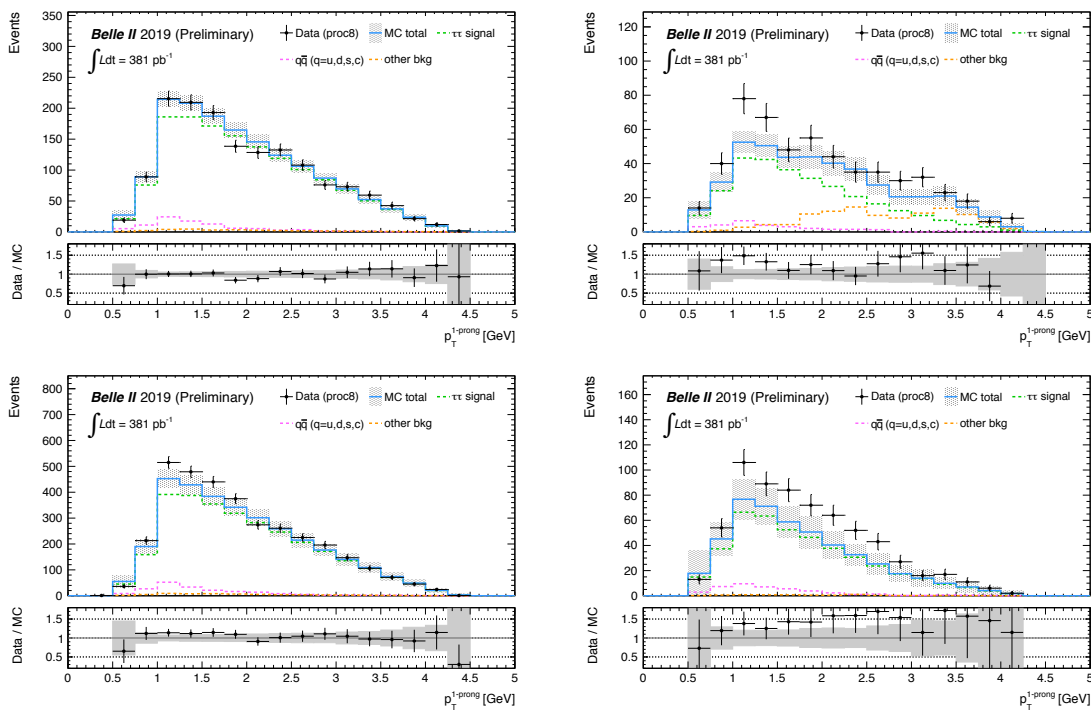 Events
350
300
250
200
150
100
50
0
Belle II 2019 (Preliminary)
∫Ldt = 381 pb⁻¹
Data (proc8) MC total ττ signal
qq̅ (q=u,d,s,c) other bkg
Data / MC
1.5
1
0.5
0 0.5 1 1.5 2 2.5 3 3.5 4 4.5 5
p_T^1-prong [GeV]
Events
120
100
80
60
40
20
0
Belle II 2019 (Preliminary)
∫Ldt = 381 pb⁻¹
Data (proc8) MC total ττ signal
qq̅ (q=u,d,s,c) other bkg
Data / MC
1.5
1
0.5
0 0.5 1 1.5 2 2.5 3 3.5 4 4.5 5
p_T^1-prong [GeV]
Events
800
700
600
500
400
300
200
100
0
Belle II 2019 (Preliminary)
∫Ldt = 381 pb⁻¹
Data (proc8) MC total ττ signal
qq̅ (q=u,d,s,c) other bkg
Data / MC
1.5
1
0.5
0 0.5 1 1.5 2 2.5 3 3.5 4 4.5 5
p_T^1-prong [GeV]
Events
160
140
120
100
80
60
40
20
0
Belle II 2019 (Preliminary)
∫Ldt = 381 pb⁻¹
Data (proc8) MC total ττ signal
qq̅ (q=u,d,s,c) other bkg
Data / MC
1.5
1
0.5
0 0.5 1 1.5 2 2.5 3 3.5 4 4.5 5
p_T^1-prong [GeV]